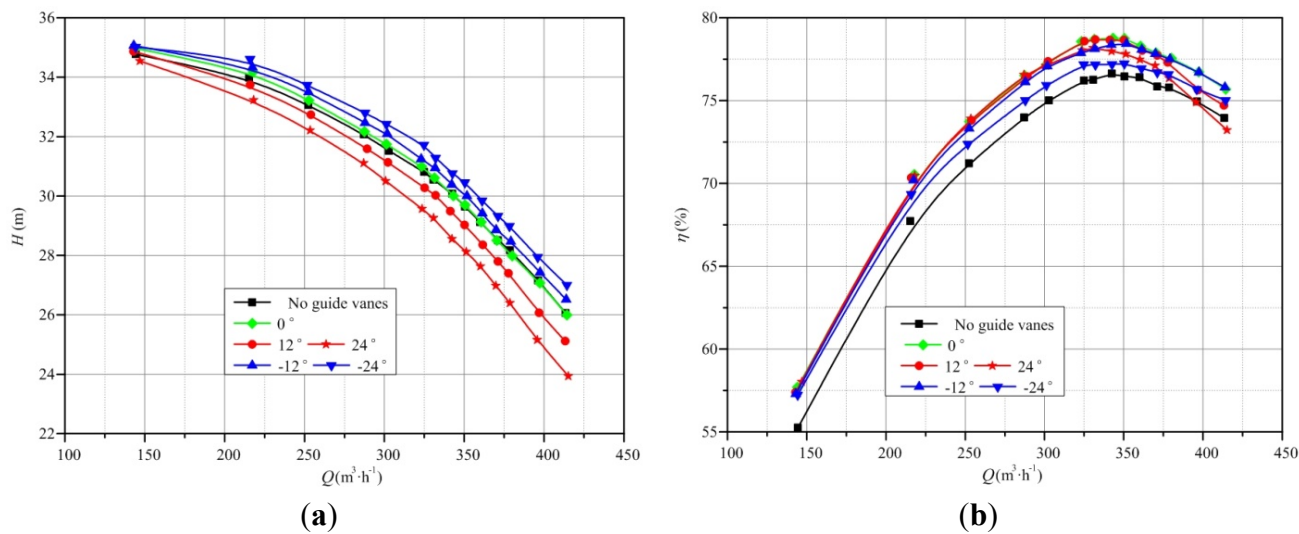 36
34
32
30
28
26
24
22
H (m)
No guide vanes
0°
12° 24°
-12° -24°
100 150 200 250 300 350 400 450
Q (m³·h⁻¹)
(a)
80
75
70
65
60
55
η (%)
No guide vanes
0°
12° 24°
-12° -24°
100 150 200 250 300 350 400 450
Q (m³·h⁻¹)
(b)